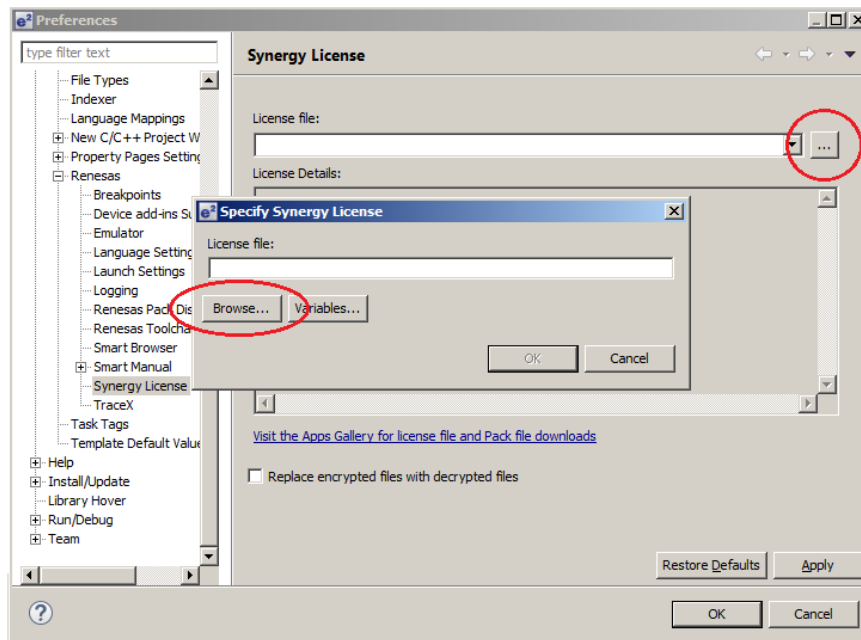 e² Preferences
type filter text
Synergy License
File Types
Indexer
Language Mappings
New C/C++ Project W
Property Pages Setting
Renesas
Breakpoints
Device add-ins Su
Emulator
Language Setting
Launch Settings
Logging
Renesas Pack Dis
Renesas Toolcha
Smart Browser
Smart Manual
Synergy License
TraceX
Task Tags
Template Default Value
Help
Install/Update
Library Hover
Run/Debug
Team
License file:
...
License Details:
e² Specify Synergy License
License file:
Browse... Variables...
OK Cancel
Visit the Apps Gallery for license file and Pack file downloads
Replace encrypted files with decrypted files
Restore Defaults Apply
? OK Cancel